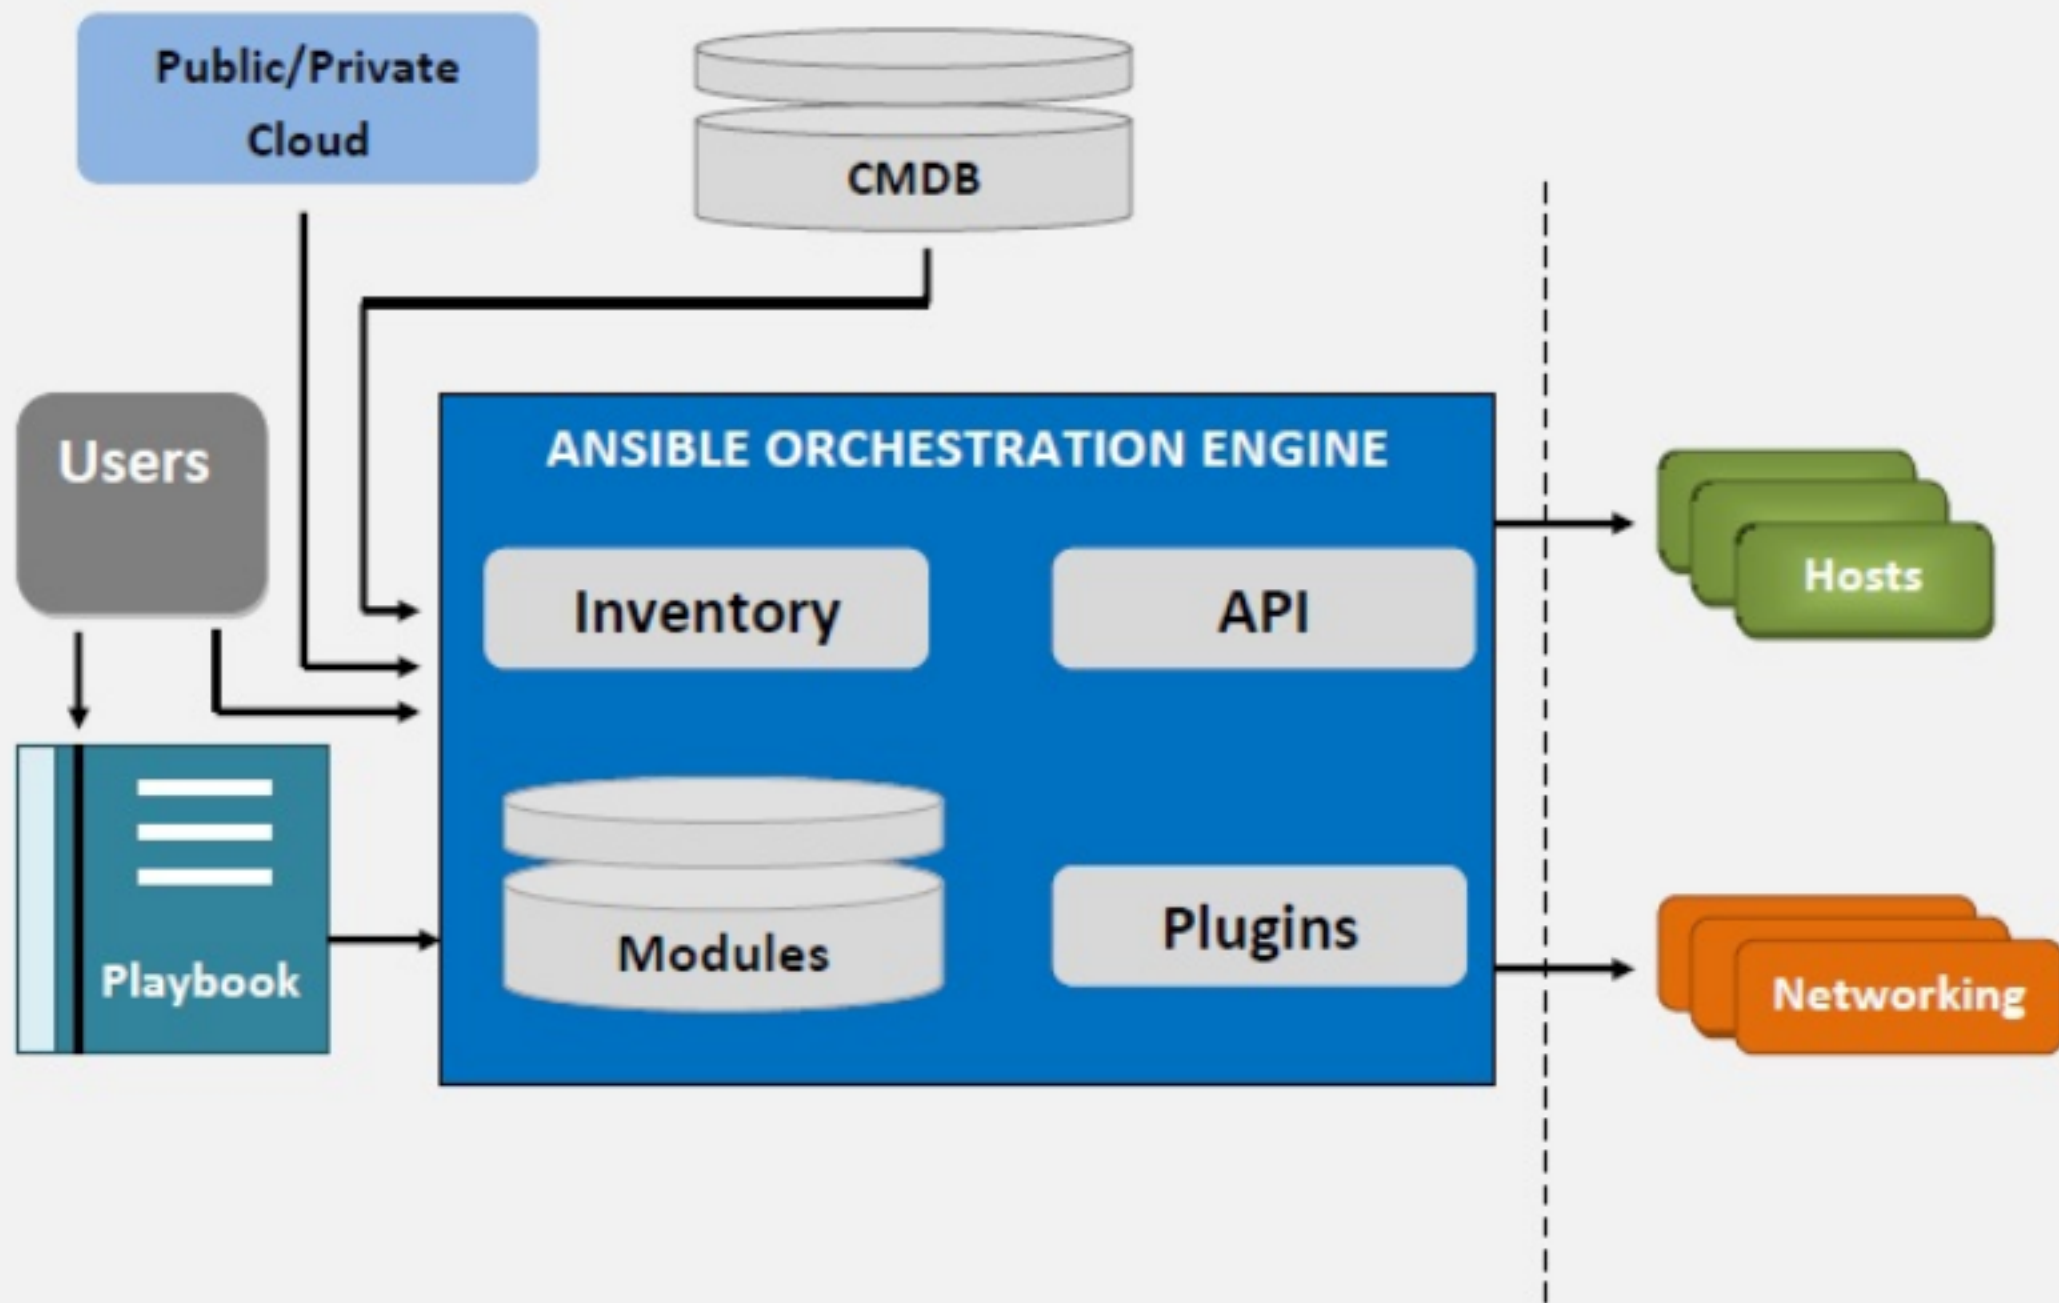 Public/Private
Cloud
CMDB
Users
ANSIBLE ORCHESTRATION ENGINE
Inventory
API
Hosts
Modules
Plugins
Playbook
Networking